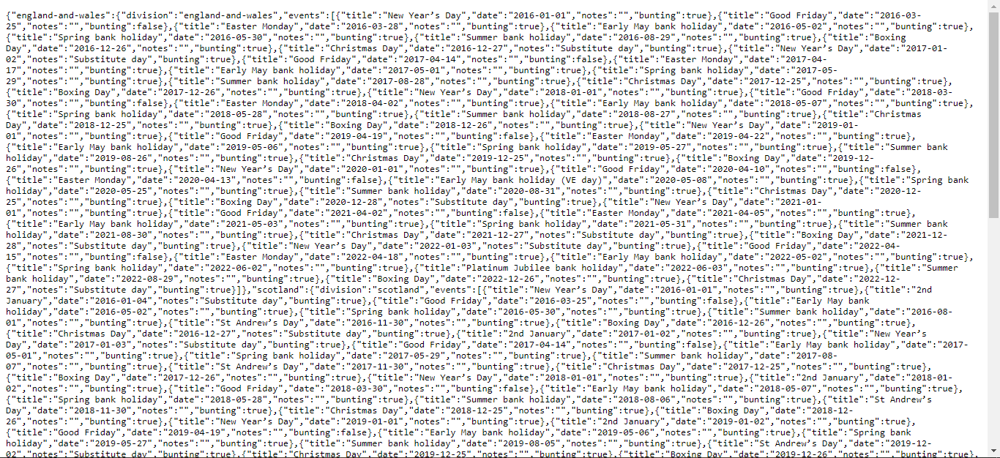 {"england-and-wales":{"division":"england-and-wales","events":[{"title":"New Year’s Day","date":"2016-01-01","notes":"","bunting":true},{"title":"Good Friday","date":"2016-03-
25","notes":"","bunting":false},{"title":"Easter Monday","date":"2016-03-28","notes":"","bunting":true},{"title":"Early May bank holiday","date":"2016-05-02","notes":"","bunting":true},
{"title":"Spring bank holiday","date":"2016-05-30","notes":"","bunting":true},{"title":"Summer bank holiday","date":"2016-08-29","notes":"","bunting":true},{"title":"Boxing
Day","date":"2016-12-26","notes":"","bunting":true},{"title":"Christmas Day","date":"2016-12-27","notes":"Substitute day","bunting":true},{"title":"New Year’s Day","date":"2017-01-
02","notes":"Substitute day","bunting":true},{"title":"Good Friday","date":"2017-04-14","notes":"","bunting":false},{"title":"Easter Monday","date":"2017-04-
17","notes":"","bunting":true},{"title":"Early May bank holiday","date":"2017-05-01","notes":"","bunting":true},{"title":"Spring bank holiday","date":"2017-05-
29","notes":"","bunting":true},{"title":"Summer bank holiday","date":"2017-08-28","notes":"","bunting":true},{"title":"Christmas Day","date":"2017-12-25","notes":"","bunting":true},
{"title":"Boxing Day","date":"2017-12-26","notes":"","bunting":true},{"title":"New Year’s Day","date":"2018-01-01","notes":"","bunting":true},{"title":"Good Friday","date":"2018-03-
30","notes":"","bunting":false},{"title":"Easter Monday","date":"2018-04-02","notes":"","bunting":true},{"title":"Early May bank holiday","date":"2018-05-07","notes":"","bunting":true},
{"title":"Spring bank holiday","date":"2018-05-28","notes":"","bunting":true},{"title":"Summer bank holiday","date":"2018-08-27","notes":"","bunting":true},{"title":"Christmas
Day","date":"2018-12-25","notes":"","bunting":true},{"title":"Boxing Day","date":"2018-12-26","notes":"","bunting":true},{"title":"New Year’s Day","date":"2019-01-
01","notes":"","bunting":true},{"title":"Good Friday","date":"2019-04-19","notes":"","bunting":false},{"title":"Easter Monday","date":"2019-04-22","notes":"","bunting":true},
{"title":"Early May bank holiday","date":"2019-05-06","notes":"","bunting":true},{"title":"Spring bank holiday","date":"2019-05-27","notes":"","bunting":true},{"title":"Summer bank
holiday","date":"2019-08-26","notes":"","bunting":true},{"title":"Christmas Day","date":"2019-12-25","notes":"","bunting":true},{"title":"Boxing Day","date":"2019-12-
26","notes":"","bunting":true},{"title":"New Year’s Day","date":"2020-01-01","notes":"","bunting":true},{"title":"Good Friday","date":"2020-04-10","notes":"","bunting":false},
{"title":"Easter Monday","date":"2020-04-13","notes":"","bunting":false},{"title":"Early May bank holiday (VE day)","date":"2020-05-08","notes":"","bunting":true},{"title":"Spring bank
holiday","date":"2020-05-25","notes":"","bunting":true},{"title":"Summer bank holiday","date":"2020-08-31","notes":"","bunting":true},{"title":"Christmas Day","date":"2020-12-
25","notes":"","bunting":true},{"title":"Boxing Day","date":"2020-12-28","notes":"Substitute day","bunting":true},{"title":"New Year’s Day","date":"2021-01-
01","notes":"","bunting":true},{"title":"Good Friday","date":"2021-04-02","notes":"","bunting":false},{"title":"Easter Monday","date":"2021-04-05","notes":"","bunting":true},
{"title":"Early May bank holiday","date":"2021-05-03","notes":"","bunting":true},{"title":"Spring bank holiday","date":"2021-05-31","notes":"","bunting":true},{"title":"Summer bank
holiday","date":"2021-08-30","notes":"","bunting":true},{"title":"Christmas Day","date":"2021-12-27","notes":"Substitute day","bunting":true},{"title":"Boxing Day","date":"2021-12-
28","notes":"Substitute day","bunting":true},{"title":"New Year’s Day","date":"2022-01-03","notes":"Substitute day","bunting":true},{"title":"Good Friday","date":"2022-04-
15","notes":"","bunting":false},{"title":"Easter Monday","date":"2022-04-18","notes":"","bunting":true},{"title":"Early May bank holiday","date":"2022-05-02","notes":"","bunting":true},
{"title":"Spring bank holiday","date":"2022-06-02","notes":"","bunting":true},{"title":"Platinum Jubilee bank holiday","date":"2022-06-03","notes":"","bunting":true},{"title":"Summer
bank holiday","date":"2022-08-29","notes":"","bunting":true},{"title":"Boxing Day","date":"2022-12-26","notes":"","bunting":true},{"title":"Christmas Day","date":"2022-12-
27","notes":"Substitute day","bunting":true}]},"scotland":{"division":"scotland","events":[{"title":"New Year’s Day","date":"2016-01-01","notes":"","bunting":true},{"title":"2nd
January","date":"2016-01-04","notes":"Substitute day","bunting":true},{"title":"Good Friday","date":"2016-03-25","notes":"","bunting":false},{"title":"Early May bank
holiday","date":"2016-05-02","notes":"","bunting":true},{"title":"Spring bank holiday","date":"2016-05-30","notes":"","bunting":true},{"title":"Summer bank holiday","date":"2016-08-
01","notes":"","bunting":true},{"title":"St Andrew’s Day","date":"2016-11-30","notes":"","bunting":true},{"title":"Boxing Day","date":"2016-12-26","notes":"","bunting":true},
{"title":"Christmas Day","date":"2016-12-27","notes":"Substitute day","bunting":true},{"title":"2nd January","date":"2017-01-02","notes":"","bunting":true},{"title":"New Year’s
Day","date":"2017-01-03","notes":"Substitute day","bunting":true},{"title":"Good Friday","date":"2017-04-14","notes":"","bunting":false},{"title":"Early May bank holiday","date":"2017-
05-01","notes":"","bunting":true},{"title":"Spring bank holiday","date":"2017-05-29","notes":"","bunting":true},{"title":"Summer bank holiday","date":"2017-08-
07","notes":"","bunting":true},{"title":"St Andrew’s Day","date":"2017-11-30","notes":"","bunting":true},{"title":"Christmas Day","date":"2017-12-25","notes":"","bunting":true},
{"title":"Boxing Day","date":"2017-12-26","notes":"","bunting":true},{"title":"New Year’s Day","date":"2018-01-01","notes":"","bunting":true},{"title":"2nd January","date":"2018-01-
02","notes":"","bunting":true},{"title":"Good Friday","date":"2018-03-30","notes":"","bunting":false},{"title":"Early May bank holiday","date":"2018-05-07","notes":"","bunting":true},
{"title":"Spring bank holiday","date":"2018-05-28","notes":"","bunting":true},{"title":"Summer bank holiday","date":"2018-08-06","notes":"","bunting":true},{"title":"St Andrew’s
Day","date":"2018-11-30","notes":"","bunting":true},{"title":"Christmas Day","date":"2018-12-25","notes":"","bunting":true},{"title":"Boxing Day","date":"2018-12-
26","notes":"","bunting":true},{"title":"New Year’s Day","date":"2019-01-01","notes":"","bunting":true},{"title":"2nd January","date":"2019-01-02","notes":"","bunting":true},
{"title":"Good Friday","date":"2019-04-19","notes":"","bunting":false},{"title":"Early May bank holiday","date":"2019-05-06","notes":"","bunting":true},{"title":"Spring bank
holiday","date":"2019-05-27","notes":"","bunting":true},{"title":"Summer bank holiday","date":"2019-08-05","notes":"","bunting":true},{"title":"St Andrew’s Day","date":"2019-12-
02","notes":"Substitute day","bunting":true},{"title":"Christmas Day","date":"2019-12-25","notes":"","bunting":true},{"title":"Boxing Day","date":"2019-12-26","notes":"","bunting":true},